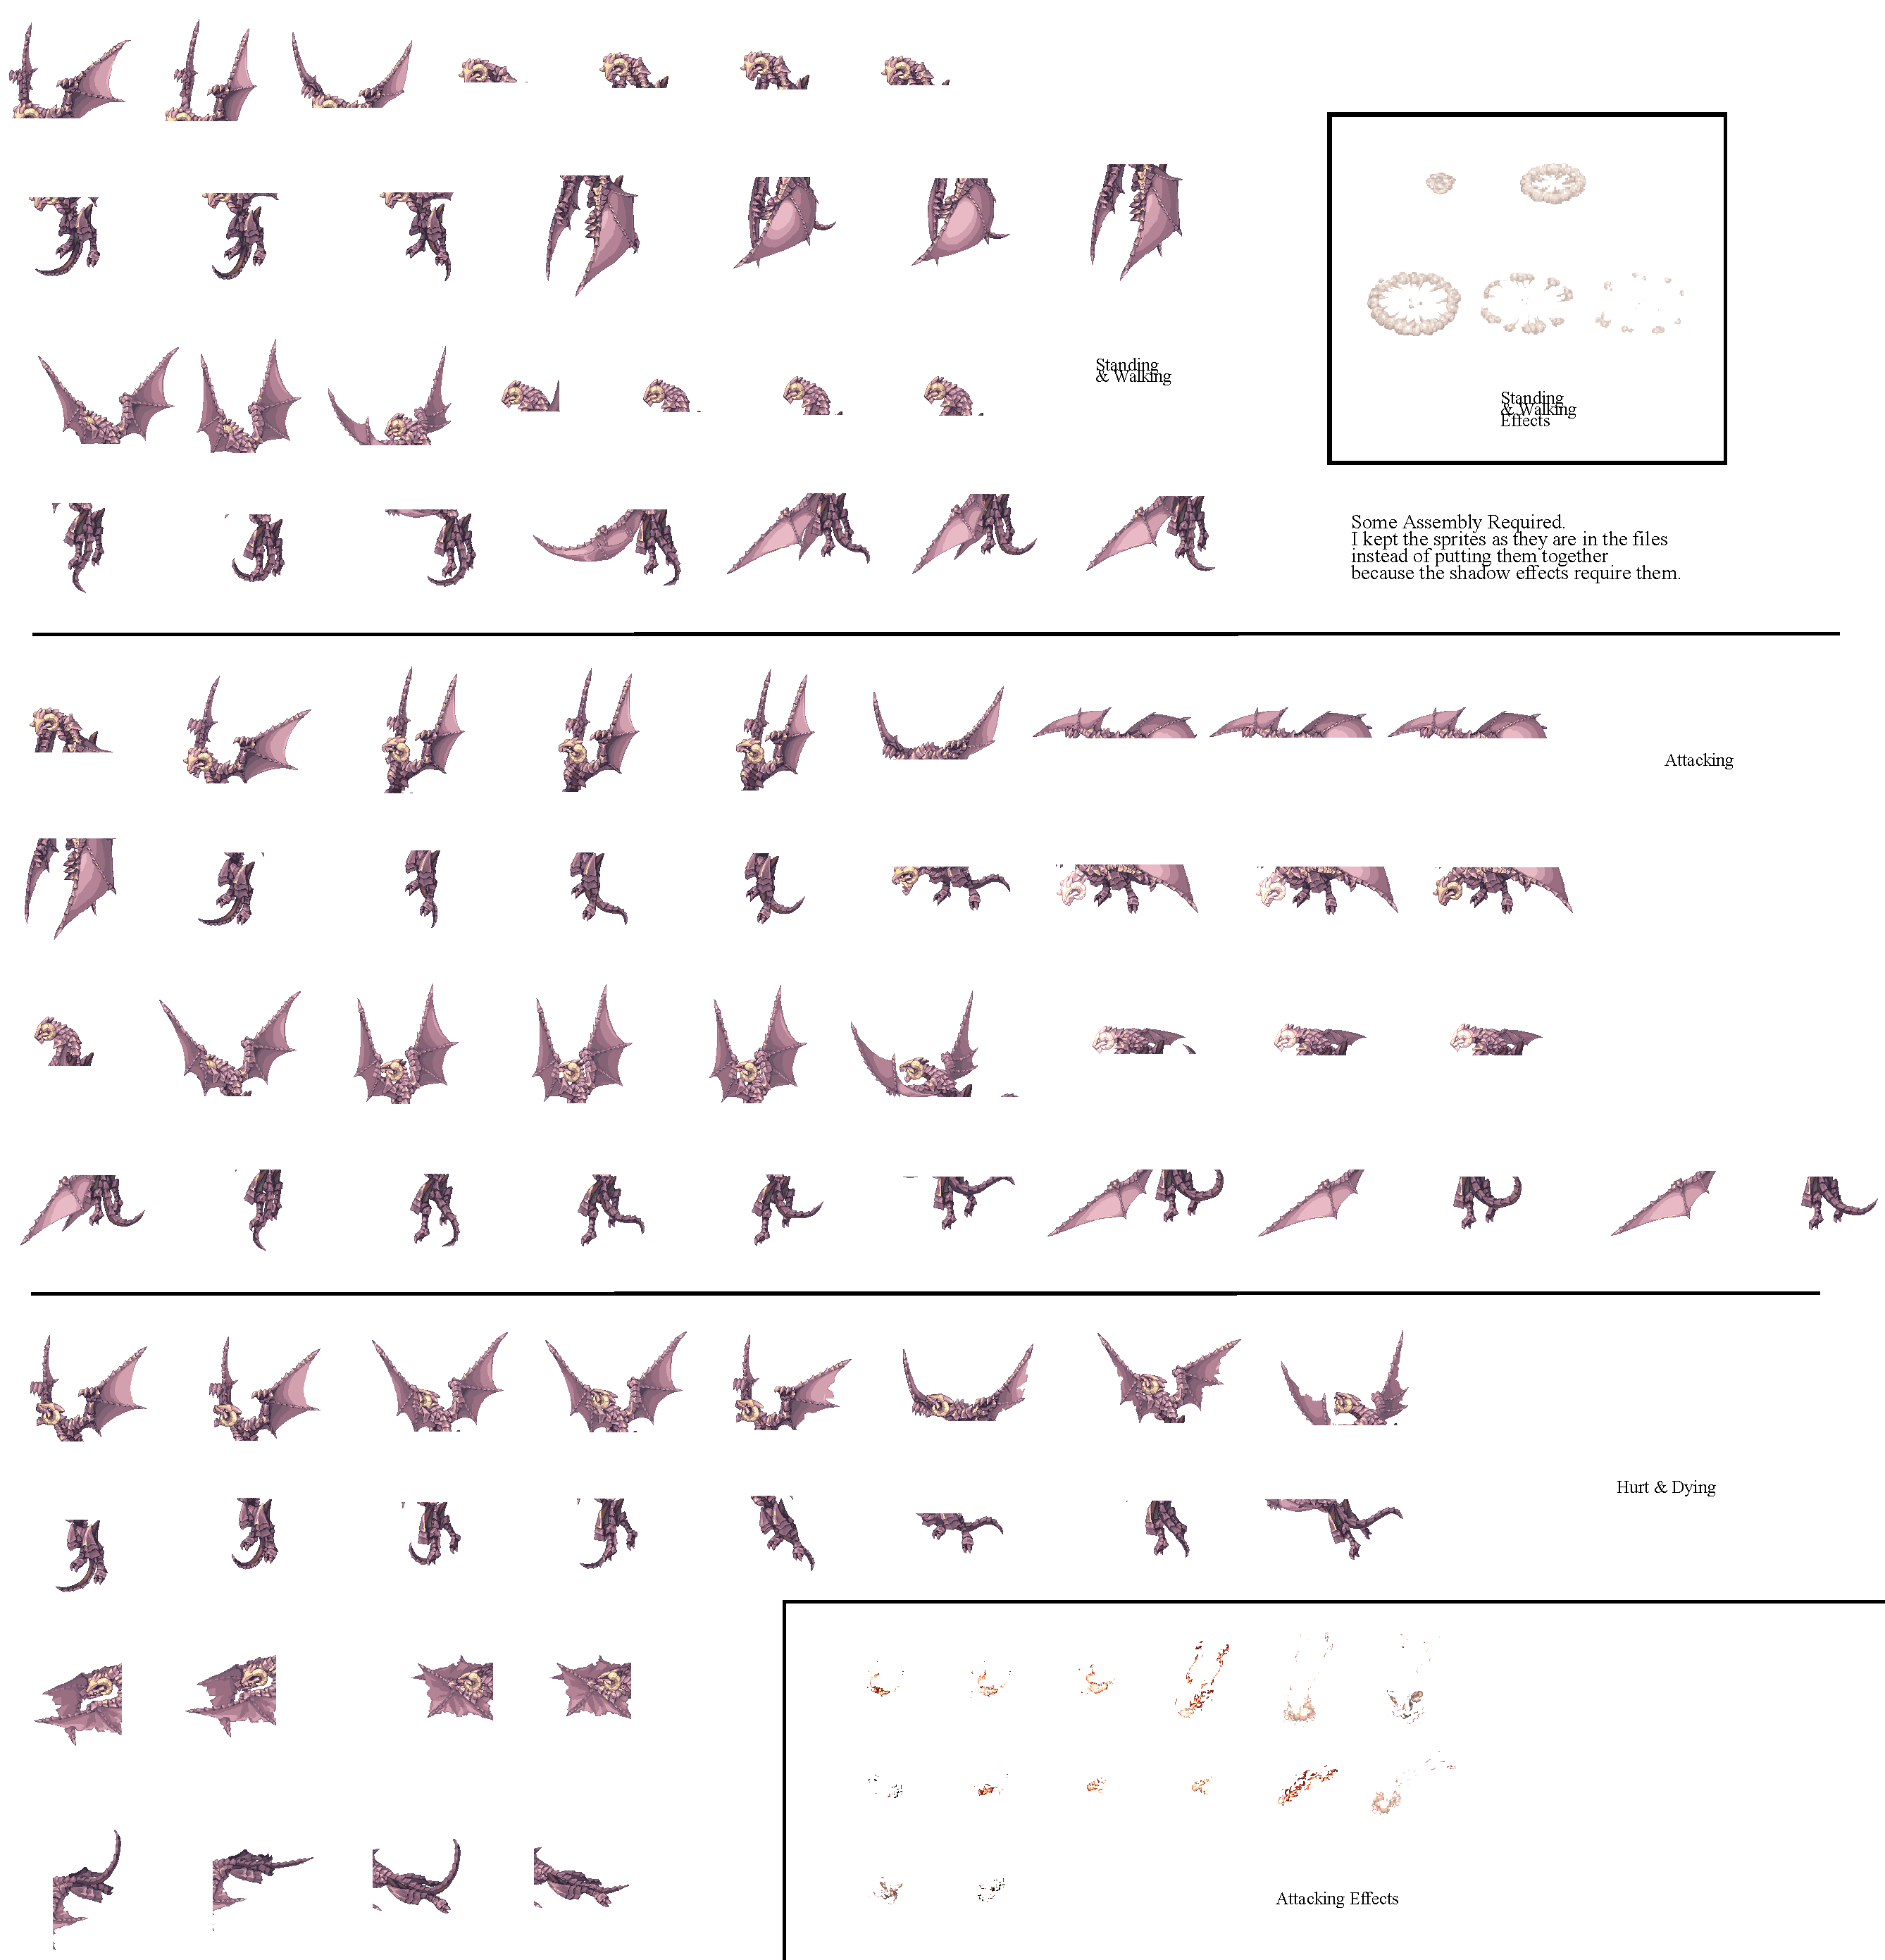 Standing
& Walking
Standing
& Walking
Effects
Some Assembly Required.
I kept the sprites as they are in the files
instead of putting them together
because the shadow effects require them.
Attacking
Hurt & Dying
Attacking Effects